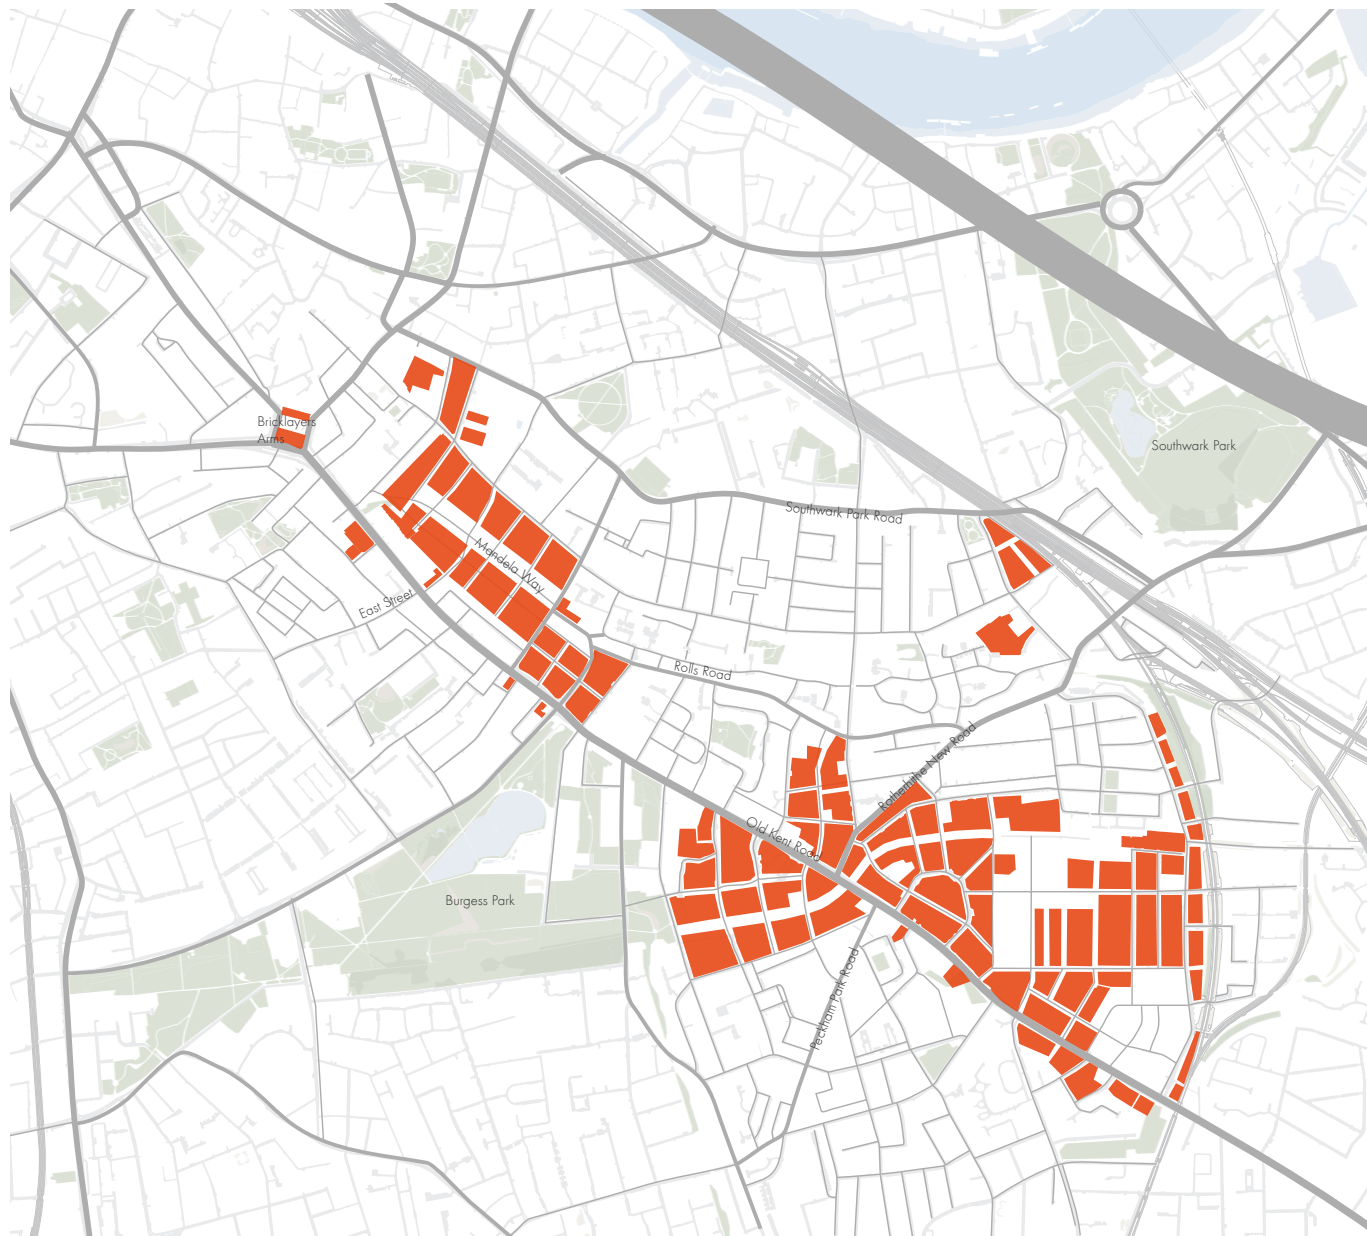 Bricklayers
Arms
Southwark Park
Southwark Park Road
Mandela Way
East Street
Rolls Road
Rotherhithe New Road
Old Kent Road
Burgess Park
Peckham Park Road